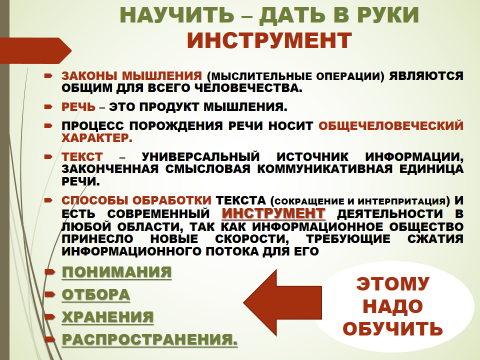 НАУЧИТЬ – ДАТЬ В РУКИ
ИНСТРУМЕНТ
ЗАКОНЫ МЫШЛЕНИЯ (МЫСЛИТЕЛЬНЫЕ ОПЕРАЦИИ) ЯВЛЯЮТСЯ
ОБЩИМ ДЛЯ ВСЕГО ЧЕЛОВЕЧЕСТВА.
РЕЧЬ – ЭТО ПРОДУКТ МЫШЛЕНИЯ.
ПРОЦЕСС ПОРОЖДЕНИЯ РЕЧИ НОСИТ ОБЩЕЧЕЛОВЕЧЕСКИЙ
ХАРАКТЕР.
ТЕКСТ – УНИВЕРСАЛЬНЫЙ ИСТОЧНИК ИНФОРМАЦИИ,
ЗАКОНЧЕННАЯ СМЫСЛОВАЯ КОММУНИКАТИВНАЯ ЕДИНИЦА
РЕЧИ.
СПОСОБЫ ОБРАБОТКИ ТЕКСТА (СОКРАЩЕНИЕ И ИНТЕРПРИТАЦИЯ) И
ЕСТЬ СОВРЕМЕННЫЙ ИНСТРУМЕНТ ДЕЯТЕЛЬНОСТИ В
ЛЮБОЙ ОБЛАСТИ, ТАК КАК ИНФОРМАЦИОННОЕ ОБЩЕСТВО
ПРИНЕСЛО НОВЫЕ СКОРОСТИ, ТРЕБУЮЩИЕ СЖАТИЯ
ИНФОРМАЦИОННОГО ПОТОКА ДЛЯ ЕГО
ПОНИМАНИЯ
ОТБОРА
ХРАНЕНИЯ
РАСПРОСТРАНЕНИЯ.
ЭТОМУ
НАДО
ОБУЧИТЬ